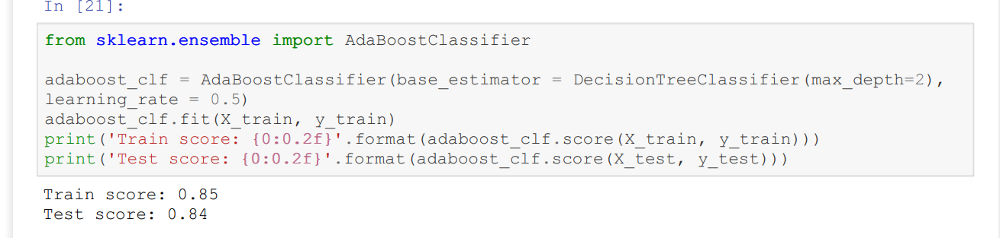 In [21]:
from sklearn.ensemble import AdaBoostClassifier
adaboost_clf = AdaBoostClassifier(base_estimator = DecisionTreeClassifier(max_depth=2),
learning_rate = 0.5)
adaboost_clf.fit(X_train, y_train)
print('Train score: {0:0.2f}'.format(adaboost_clf.score(X_train, y_train)))
print('Test score: {0:0.2f}'.format(adaboost_clf.score(X_test, y_test)))
Train score: 0.85
Test score: 0.84